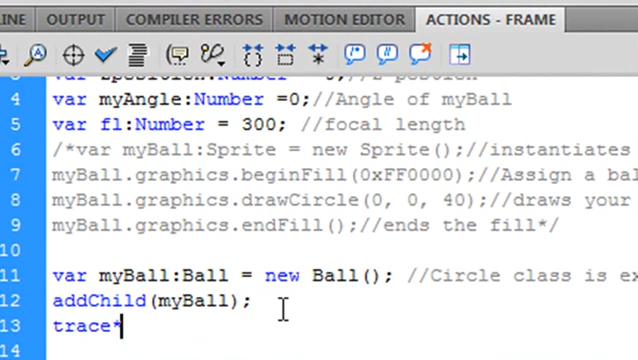 INE OUTPUT COMPILER ERRORS MOTION EDITOR ACTIONS - FRAME
4 var myAngle:Number =0;//Angle of myBall
5 var fl:Number = 300; //focal length
6 /*var myBall:Sprite = new Sprite();//instantiates
7 myBall.graphics.beginFill(0xFF0000);//Assign a bal
8 myBall.graphics.drawCircle(0, 0, 40);//draws your
9 myBall.graphics.endFill();//ends the fill*/
10
11 var myBall:Ball = new Ball(); //Circle class is ex
12 addChild(myBall);
13 trace*
14